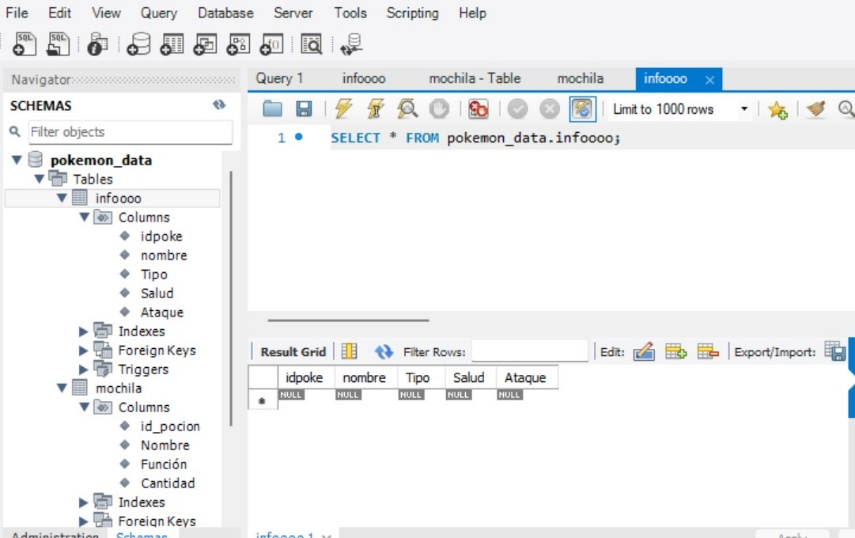 File Edit View Query Database Server Tools Scripting Help
SQL SQL
Navigator
SCHEMAS
Filter objects
pokemon_data
Tables
infoooo
Columns
idpoke
nombre
Tipo
Salud
Ataque
Indexes
Foreign Keys
Triggers
mochila
Columns
id_pocion
Nombre
Función
Cantidad
Indexes
Foreign Keys
Administration Schemas
Query 1 infoooo mochila - Table mochila infoooo
Limit to 1000 rows
1 SELECT * FROM pokemon_data.infoooo;
Result Grid Filter Rows: Edit: Export/Import:
idpoke nombre Tipo Salud Ataque
NULL NULL NULL NULL NULL
infoooo 1 Apply